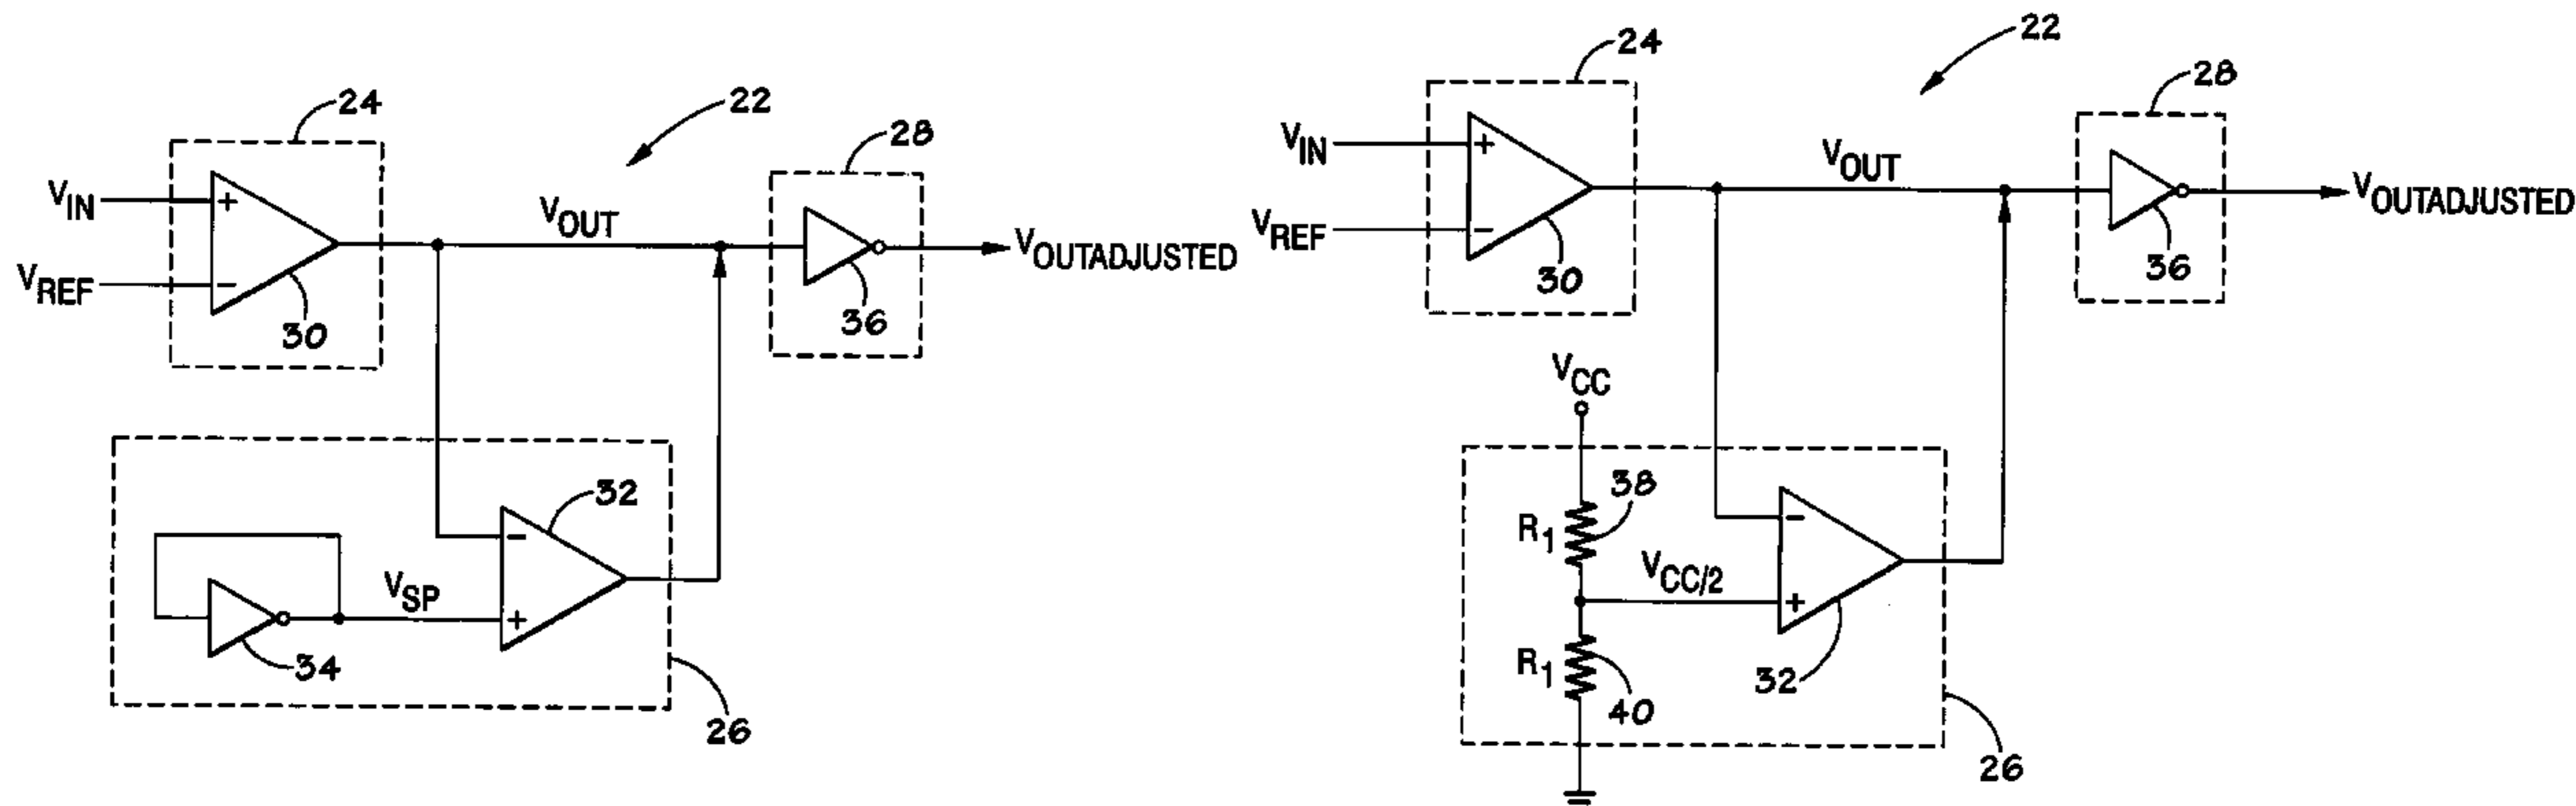 24
22
28
VIN
+
VOUT
VREF
−
VOUTADJUSTED
30
36
32
−
VSP
+
34
26
22
24
28
VIN
+
VOUT
VREF
−
VOUTADJUSTED
30
36
VCC
38
−
R1
VCC/2
+
R1
40
32
26